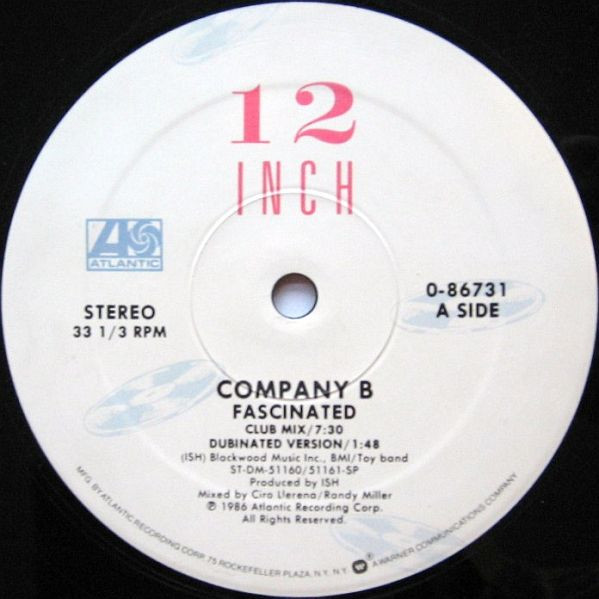 12
INCH
ATLANTIC
STEREO
33 1/3 RPM
0-86731
A SIDE
COMPANY B
FASCINATED
CLUB MIX/7:30
DUBINATED VERSION/1:48
(ISH) Blackwood Music Inc., BMI/Toy band
ST-DM-51160/51161-SP
Produced by ISH
Mixed by Ciro Llerena/Randy Miller
℗ 1986 Atlantic Recording Corp.
All Rights Reserved.
MFG. BY ATLANTIC RECORDING CORP. 75 ROCKEFELLER PLAZA, N.Y. N.Y. ® A WARNER COMMUNICATIONS COMPANY